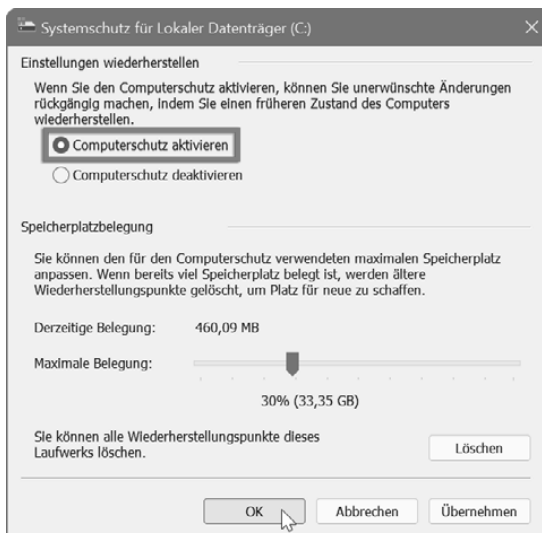 Systemschutz für Lokaler Datenträger (C:)
Einstellungen wiederherstellen
Wenn Sie den Computerschutz aktivieren, können Sie unerwünschte Änderungen
rückgängig machen, indem Sie einen früheren Zustand des Computers
wiederherstellen.
Computerschutz aktivieren
Computerschutz deaktivieren
Speicherplatzbelegung
Sie können den für den Computerschutz verwendeten maximalen Speicherplatz
anpassen. Wenn bereits viel Speicherplatz belegt ist, werden ältere
Wiederherstellungspunkte gelöscht, um Platz für neue zu schaffen.
Derzeitige Belegung: 460,09 MB
Maximale Belegung:
30% (33,35 GB)
Sie können alle Wiederherstellungspunkte dieses
Laufwerks löschen.
Löschen
OK Abbrechen Übernehmen